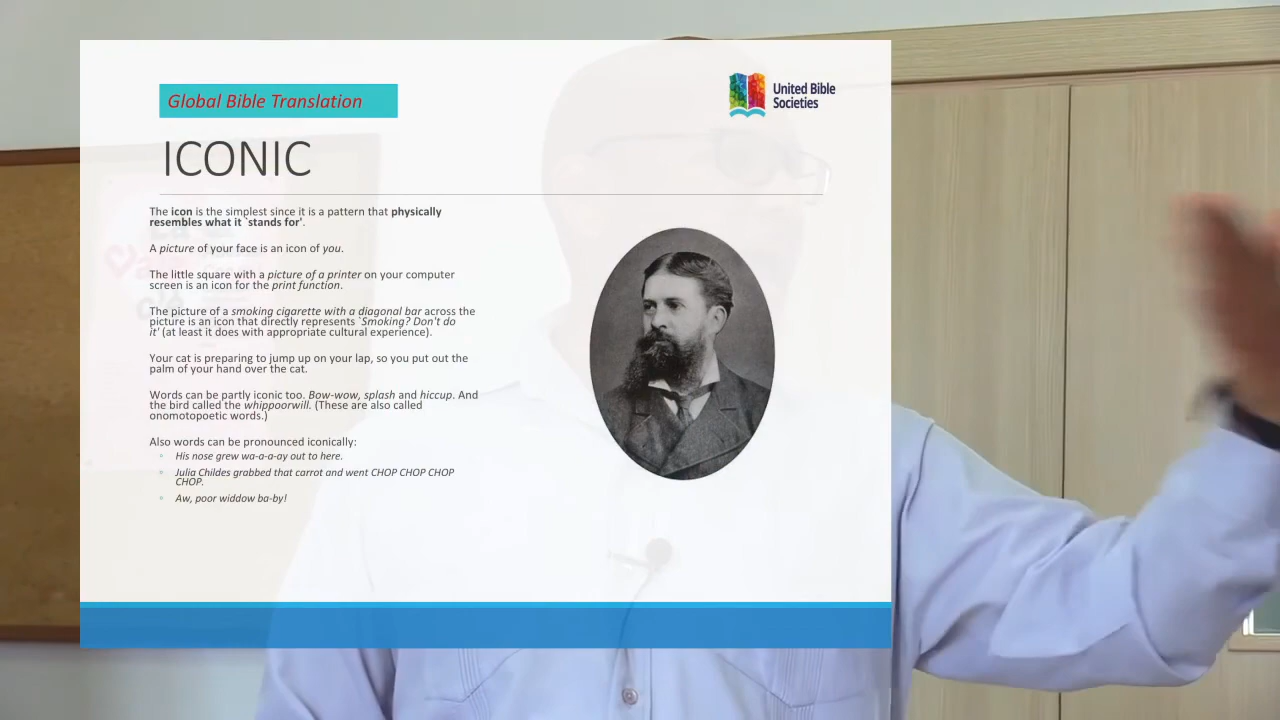 Global Bible Translation
United Bible
Societies
ICONIC
The icon is the simplest since it is a pattern that physically
resembles what it `stands for'.
A picture of your face is an icon of you.
The little square with a picture of a printer on your computer
screen is an icon for the print function.
The picture of a smoking cigarette with a diagonal bar across the
picture is an icon that directly represents `Smoking? Don't do
it' (at least it does with appropriate cultural experience).
Your cat is preparing to jump up on your lap, so you put out the
palm of your hand over the cat.
Words can be partly iconic too. Bow-wow, splash and hiccup. And
the bird called the whippoorwill. (These are also called
onomotopoetic words.)
Also words can be pronounced iconically:
His nose grew wa-a-a-ay out to here.
Julia Childes grabbed that carrot and went CHOP CHOP CHOP
CHOP.
Aw, poor widdow ba-by!